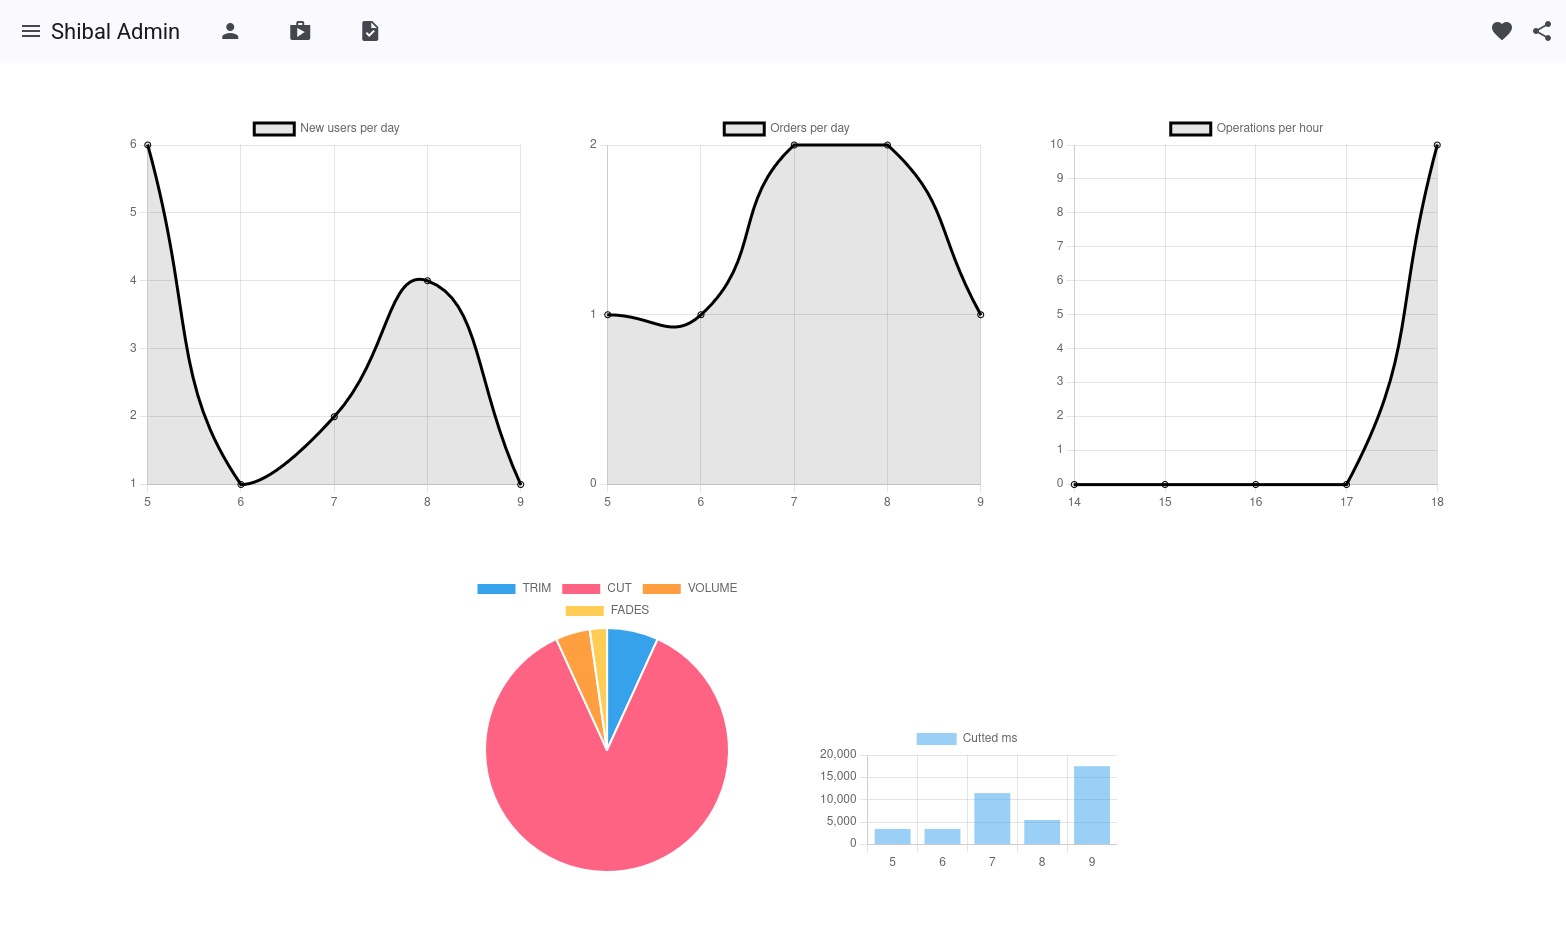 Shibal Admin
New users per day
6
5
4
3
2
1
5 6 7 8 9
Orders per day
2
1
0
5 6 7 8 9
Operations per hour
10
9
8
7
6
5
4
3
2
1
0
14 15 16 17 18
TRIM CUT VOLUME
FADES
Cutted ms
20,000
15,000
10,000
5,000
0
5 6 7 8 9